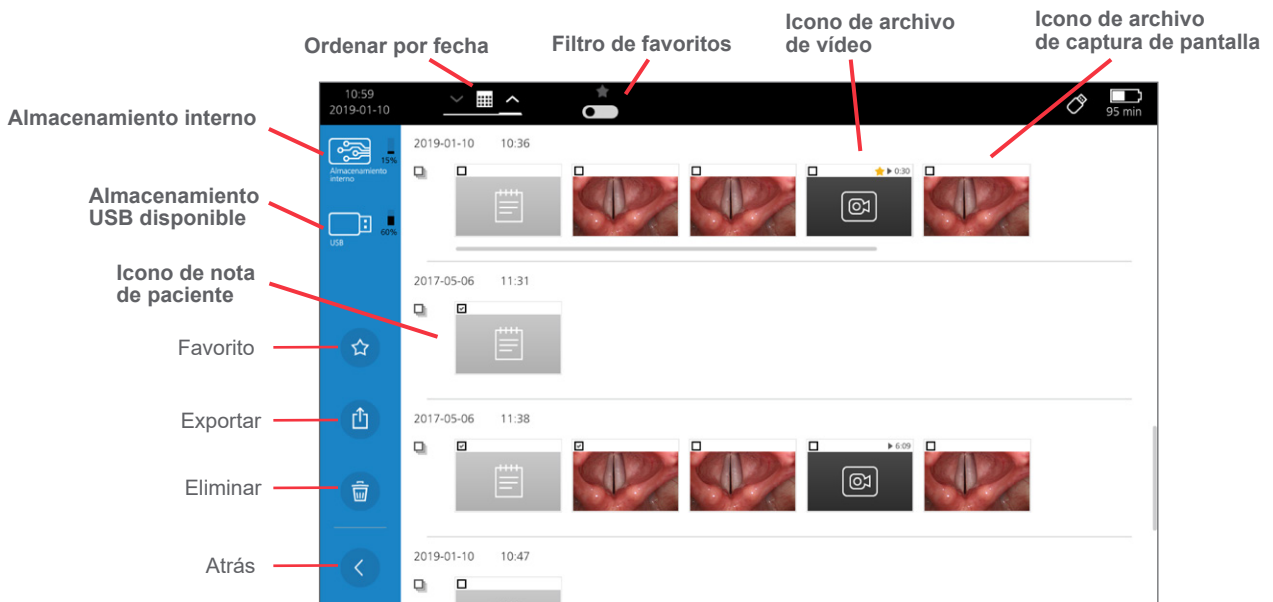 Icono de archivo
de vídeo
Icono de archivo
de captura de pantalla
Ordenar por fecha
Filtro de favoritos
10:59
2019-01-10
95 min
Almacenamiento interno
Almacenamiento
interno
15%
2019-01-10 10:36
0:30
Almacenamiento
USB disponible
USB
60%
Icono de nota
de paciente
2017-05-06 11:31
Favorito
Exportar
2017-05-06 11:38
6:09
Eliminar
Atrás
2019-01-10 10:47